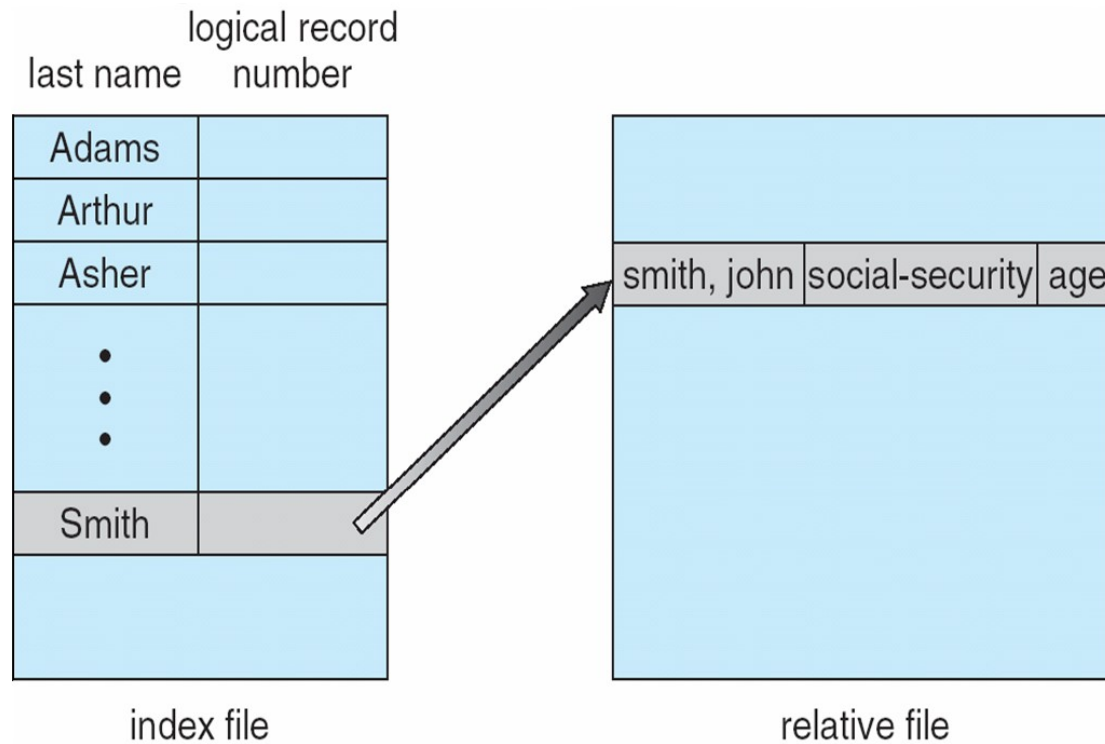 logical record
last name number
Adams
Arthur
Asher
Smith
smith, john social-security age
index file relative file